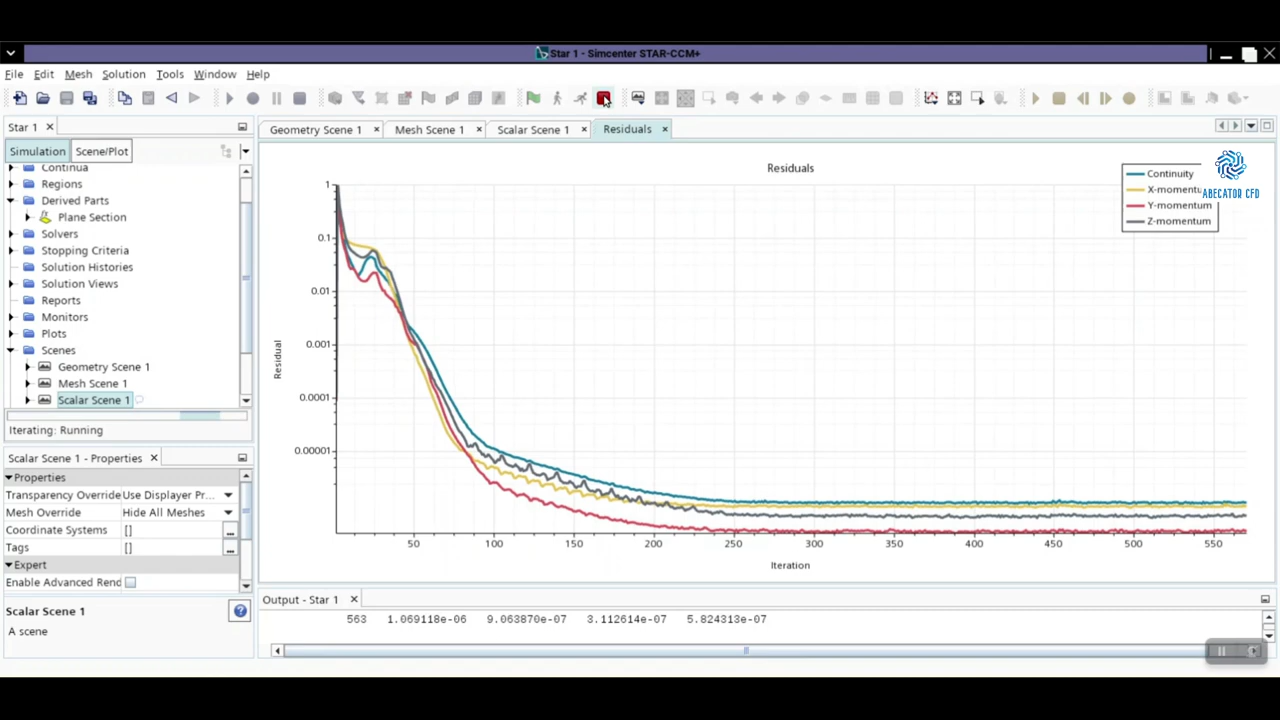 Star 1 - Simcenter STAR-CCM+
File Edit Mesh Solution Tools Window Help
Star 1
Geometry Scene 1
Mesh Scene 1
Scalar Scene 1
Residuals
Simulation
Scene/Plot
Continua
Regions
Derived Parts
Plane Section
Solvers
Stopping Criteria
Solution Histories
Solution Views
Reports
Monitors
Plots
Scenes
Geometry Scene 1
Mesh Scene 1
Scalar Scene 1
Iterating: Running
Scalar Scene 1 - Properties
Properties
Transparency Override Use Displayer Pr...
Mesh Override Hide All Meshes
Coordinate Systems []
Tags []
Expert
Enable Advanced Rend
Scalar Scene 1
A scene
Residuals
Continuity
X-momentu
Y-momentum
Z-momentum
ABECATOR CFD
Residual
1
0.1
0.01
0.001
0.0001
0.00001
50 100 150 200 250 300 350 400 450 500 550
Iteration
Output - Star 1
563 1.069118e-06 9.063870e-07 3.112614e-07 5.824313e-07